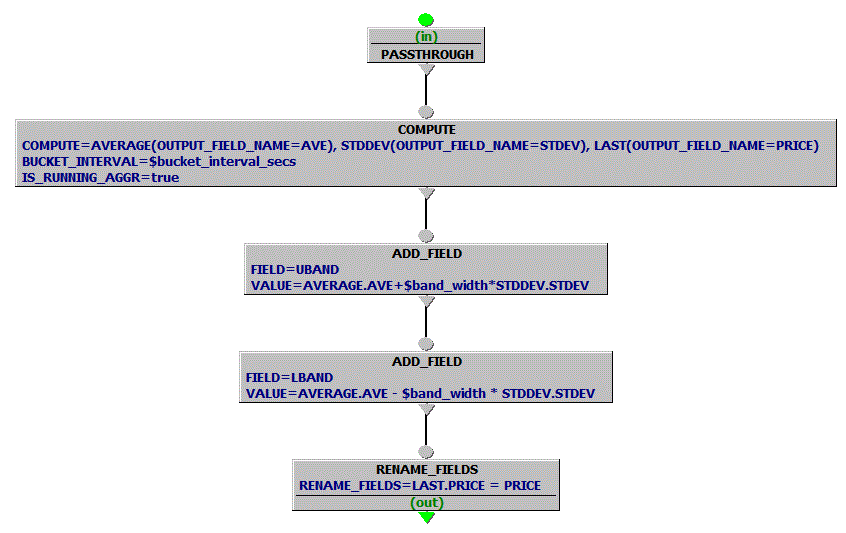 (in)
PASSTHROUGH
COMPUTE
COMPUTE=AVERAGE(OUTPUT_FIELD_NAME=AVE), STDDEV(OUTPUT_FIELD_NAME=STDEV), LAST(OUTPUT_FIELD_NAME=PRICE)
BUCKET_INTERVAL=$bucket_interval_secs
IS_RUNNING_AGGR=true
ADD_FIELD
FIELD=UBAND
VALUE=AVERAGE.AVE+$band_width*STDDEV.STDEV
ADD_FIELD
FIELD=LBAND
VALUE=AVERAGE.AVE - $band_width * STDDEV.STDEV
RENAME_FIELDS
RENAME_FIELDS=LAST.PRICE = PRICE
(out)